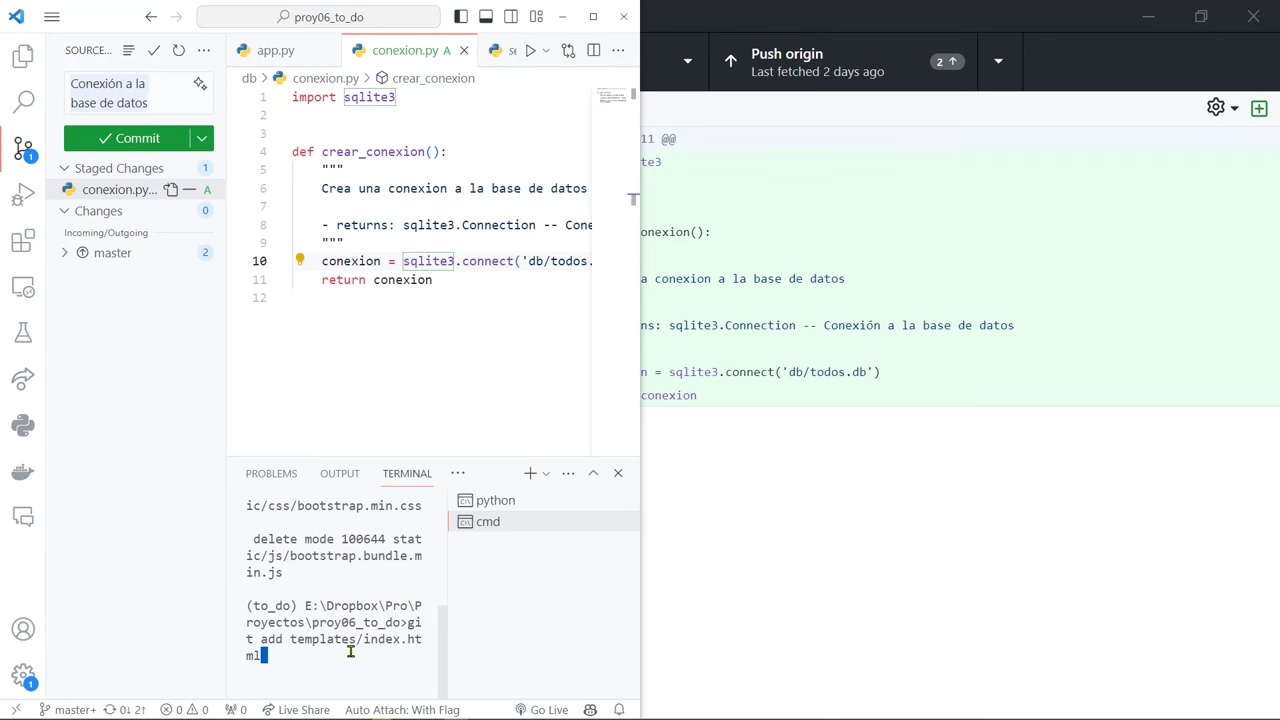 proy06_to_do
SOURCE...
Conexión a la
base de datos
Commit
Staged Changes 1
conexion.py... A
Changes 0
Incoming/Outgoing
master 2
1
1
app.py
conexion.py A
se
db > conexion.py > crear_conexion
1 import sqlite3
2
3
4 def crear_conexion():
5 """
6 Crea una conexion a la base de datos
7
8 - returns: sqlite3.Connection -- Cone
9 """
10 conexion = sqlite3.connect('db/todos.
11 return conexion
12
PROBLEMS OUTPUT TERMINAL
python
cmd
ic/css/bootstrap.min.css
delete mode 100644 stat
ic/js/bootstrap.bundle.m
in.js
(to_do) E:\Dropbox\Pro\P
royectos\proy06_to_do>gi
t add templates/index.ht
ml
master+ 0↓ 2↑ 0 0 0 Live Share Auto Attach: With Flag Go Live
Push origin
Last fetched 2 days ago
2
11 @@
te3
onexion():
a conexion a la base de datos
ns: sqlite3.Connection -- Conexión a la base de datos
n = sqlite3.connect('db/todos.db')
conexion